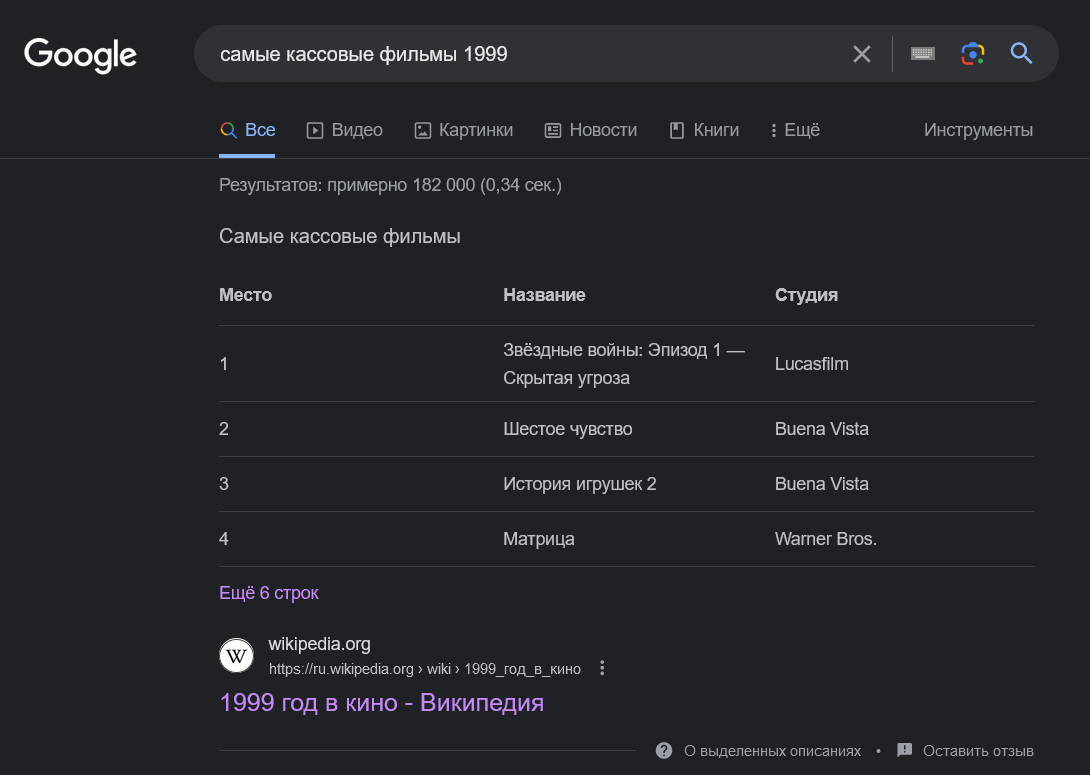 Google
самые кассовые фильмы 1999
Все Видео Картинки Новости Книги Ещё Инструменты
Результатов: примерно 182 000 (0,34 сек.)
Самые кассовые фильмы
Место Название Студия
1 Звёздные войны: Эпизод 1 — Lucasfilm
Скрытая угроза
2 Шестое чувство Buena Vista
3 История игрушек 2 Buena Vista
4 Матрица Warner Bros.
Ещё 6 строк
W wikipedia.org
https://ru.wikipedia.org › wiki › 1999_год_в_кино
1999 год в кино - Википедия
О выделенных описаниях • Оставить отзыв